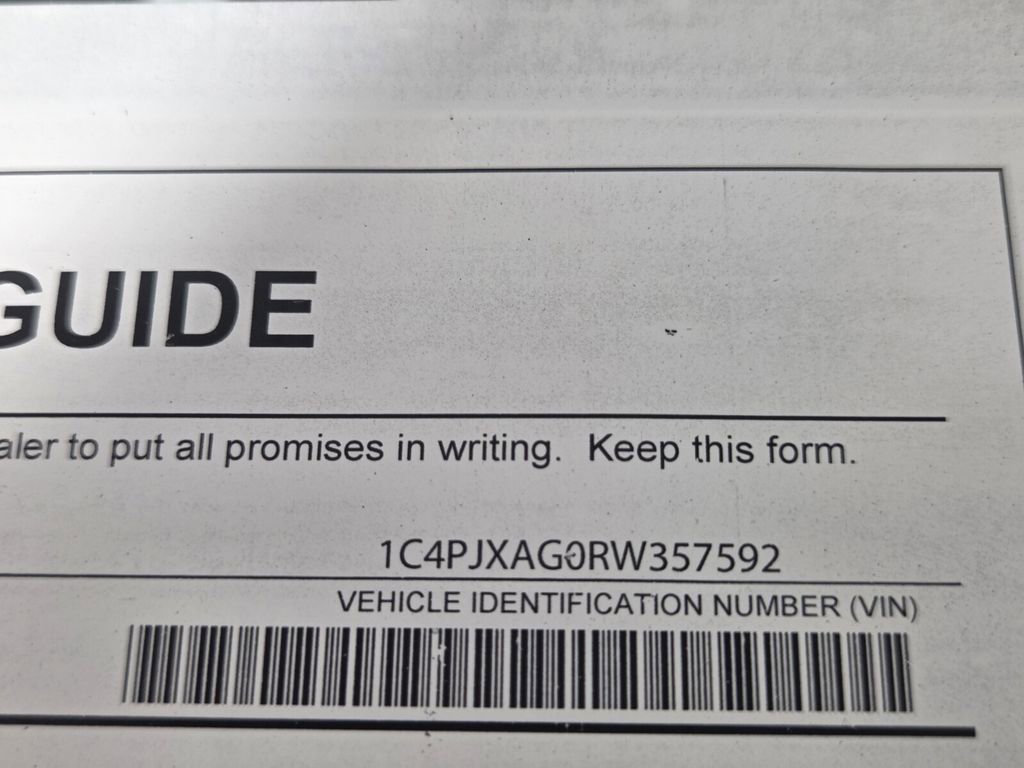 GUIDE
aler to put all promises in writing.  Keep this form.
1C4PJXAG0RW357592
VEHICLE IDENTIFICATION NUMBER (VIN)